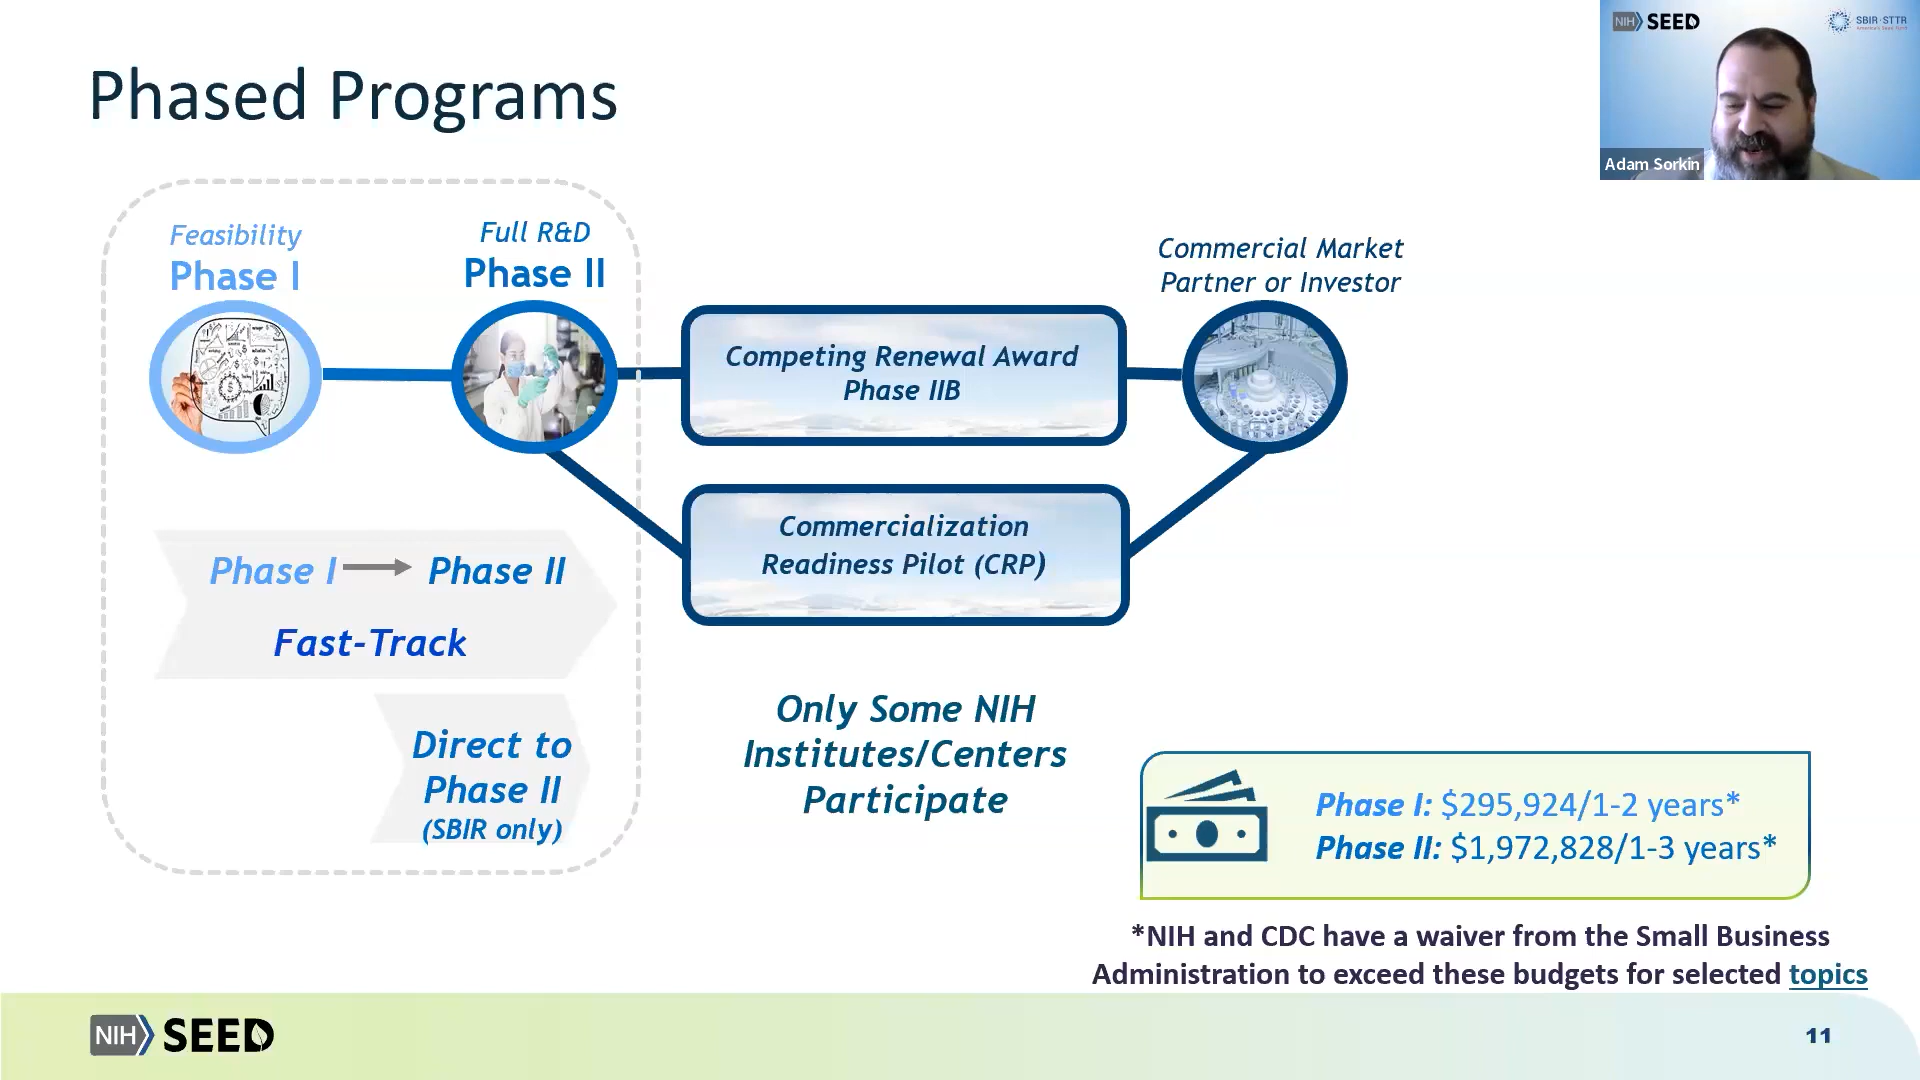 Phased Programs
NIH SEED
SBIR·STTR
America's Seed Fund
Adam Sorkin
Feasibility
Phase I
Full R&D
Phase II
Commercial Market
Partner or Investor
Competing Renewal Award
Phase IIB
Commercialization
Readiness Pilot (CRP)
Phase I → Phase II
Fast-Track
Direct to
Phase II
(SBIR only)
Only Some NIH
Institutes/Centers
Participate
Phase I: $295,924/1-2 years*
Phase II: $1,972,828/1-3 years*
*NIH and CDC have a waiver from the Small Business
Administration to exceed these budgets for selected topics
NIH SEED
11